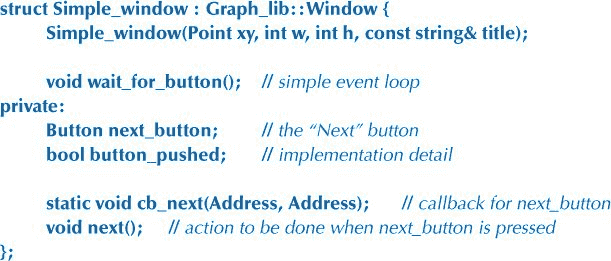 struct Simple_window : Graph_lib::Window {
Simple_window(Point xy, int w, int h, const string& title);
void wait_for_button(); // simple event loop
private:
Button next_button; // the “Next” button
bool button_pushed; // implementation detail
static void cb_next(Address, Address); // callback for next_button
void next(); // action to be done when next_button is pressed
};